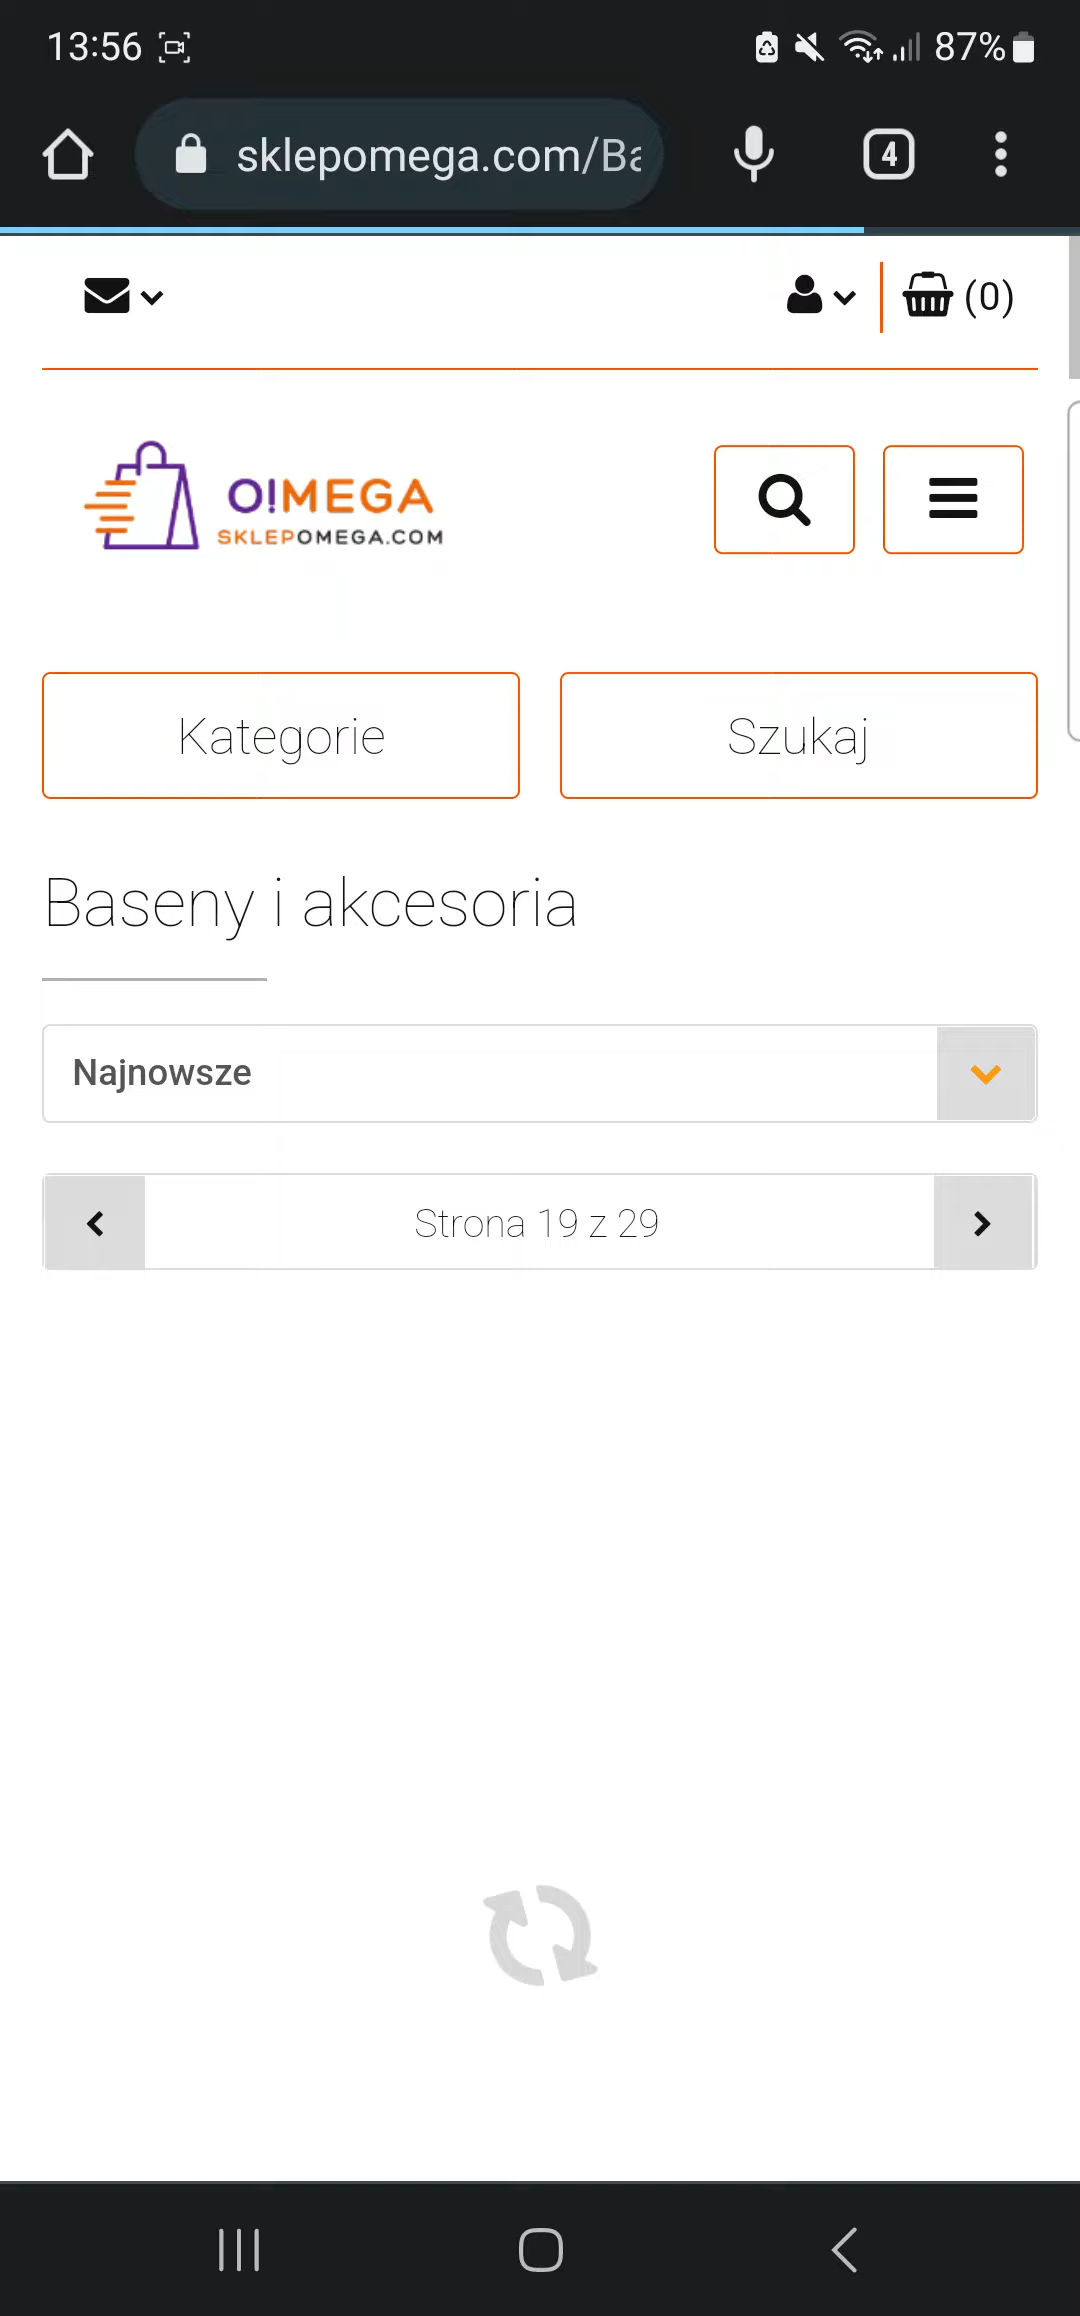 13:56
87%
sklepomega.com/Ba
4
(0)
O!MEGA
SKLEPOMEGA.COM
Kategorie
Szukaj
Baseny i akcesoria
Najnowsze
Strona 19 z 29